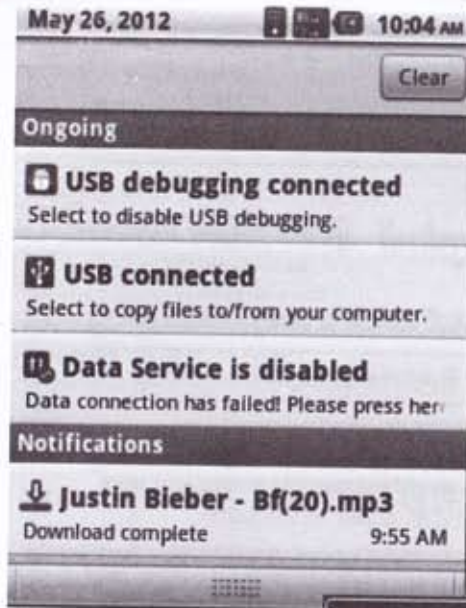 May 26, 2012 10:04 AM
Clear
Ongoing
USB debugging connected
Select to disable USB debugging.
USB connected
Select to copy files to/from your computer.
Data Service is disabled
Data connection has failed! Please press her
Notifications
Justin Bieber - Bf(20).mp3
Download complete 9:55 AM